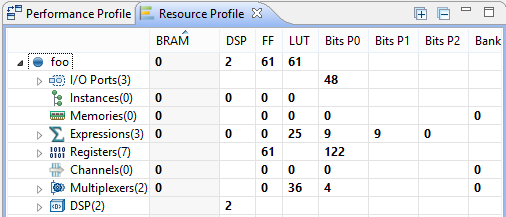 Performance Profile Resource Profile
BRAM DSP FF LUT Bits P0 Bits P1 Bits P2 Bank
foo 0 2 61 61
I/O Ports(3) 48
Instances(0) 0 0 0 0
Memories(0) 0 0 0 0 0
Expressions(3) 0 0 0 25 9 9 0
Registers(7) 61 122
Channels(0) 0 0 0 0 0
Multiplexers(2) 0 0 36 4 0
DSP(2) 2